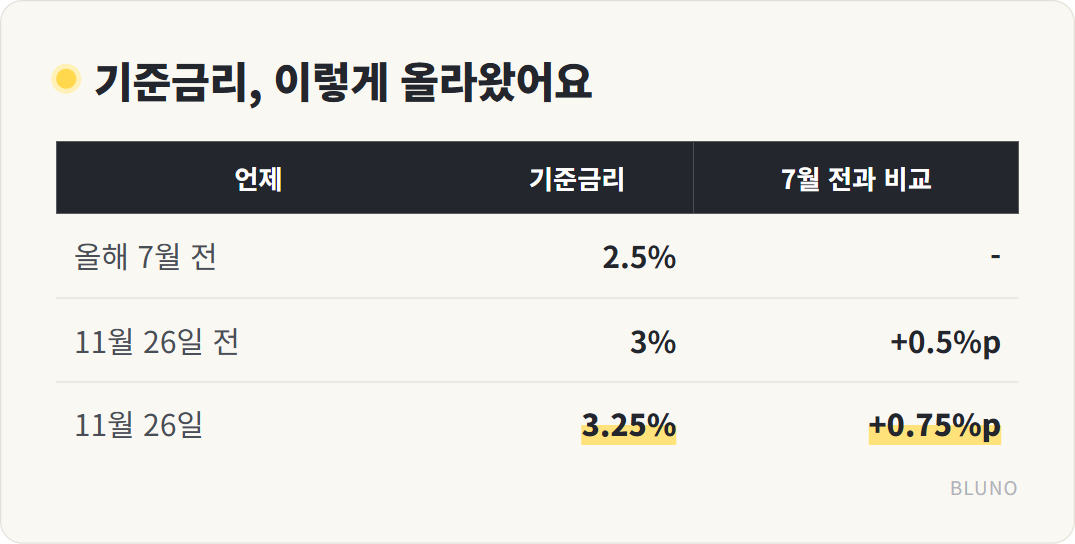 기준금리, 이렇게 올라왔어요
언제 기준금리 7월 전과 비교
올해 7월 전 2.5% -
11월 26일 전 3% +0.5%p
11월 26일 3.25% +0.75%p
BLUNO